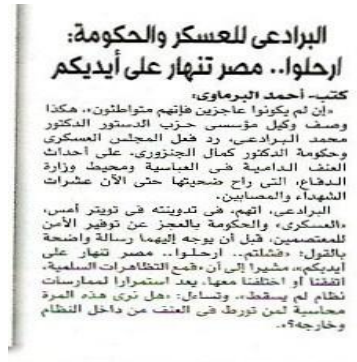 البرادعى للعسكر والحكومة:
ارحلوا.. مصر تنهار على أيديكم
كتب- أحمد البرماوى:
«إن لم يكونوا عاجزين فإنهم متواطئون»، هكذا
وصف وكيل مؤسسى حزب الدستور الدكتور
محمد البرادعى، رد فعل المجلس العسكرى
وحكومة الدكتور كمال الجنزورى، على أحداث
العنف الدامية فى العباسية ومحيط وزارة
الدفاع، التى راح ضحيتها حتى الآن عشرات
الشهداء والمصابين.
البرادعى، اتهم، فى تدوينته فى تويتر أمس،
«العسكرى» والحكومة بالعجز عن توفير الأمن
للمعتصمين، قبل أن يوجه إليهما رسالة واضحة
بالقول: «فشلتم.. ارحلوا.. مصر تنهار على
أيديكم»، مشيرا إلى أن «قمع التظاهرات السلمية،
اتفقنا أو اختلفنا معها، يعد استمرارا لممارسات
نظام لم يسقط»، وتساءل: «هل نرى هذه المرة
محاسبة لمن تورط فى العنف من داخل النظام
وخارجه؟».